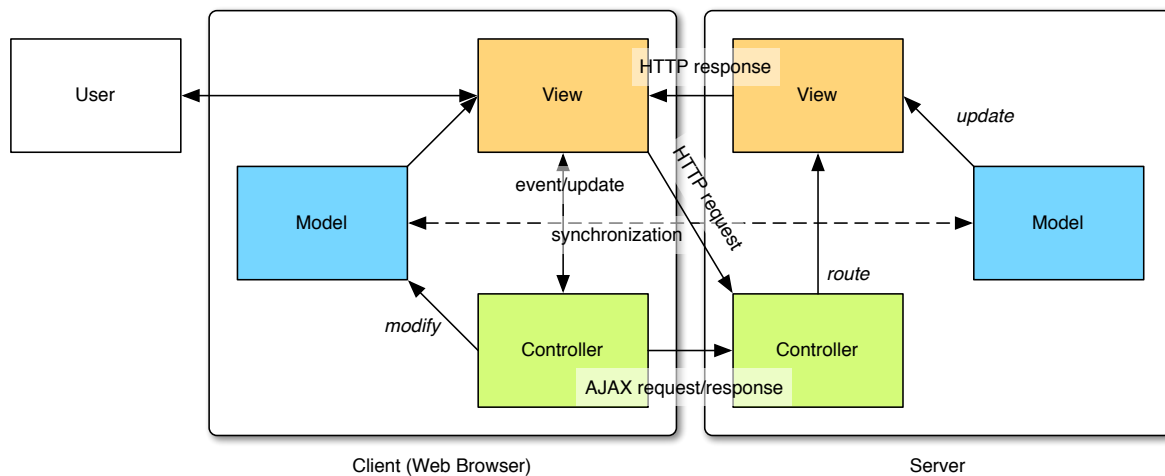 User
View
HTTP response
View
update
event/update
HTTP request
Model
synchronization
Model
route
modify
Controller
Controller
AJAX request/response
Client (Web Browser)
Server